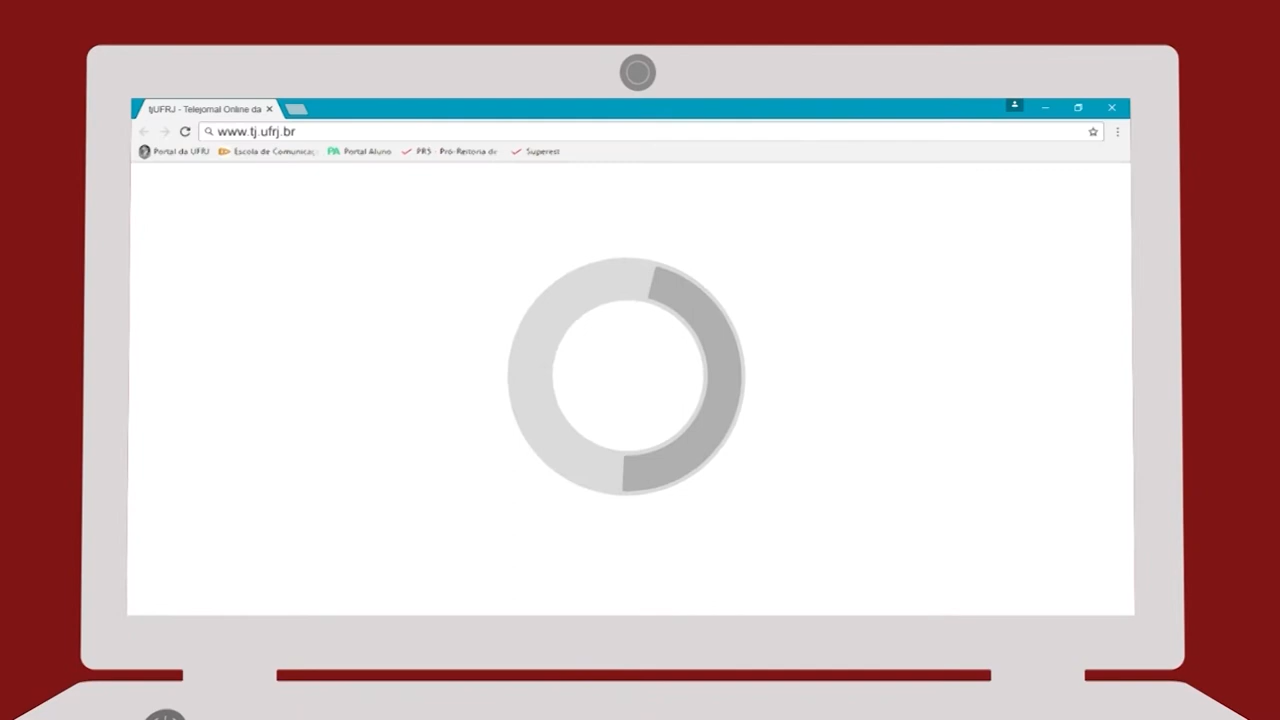 tjUFRJ - Telejornal Online da
www.tj.ufrj.br
Portal da UFRJ Escola de Comunicaç PA Portal Aluno PR5 - Pró-Reitoria de Superest